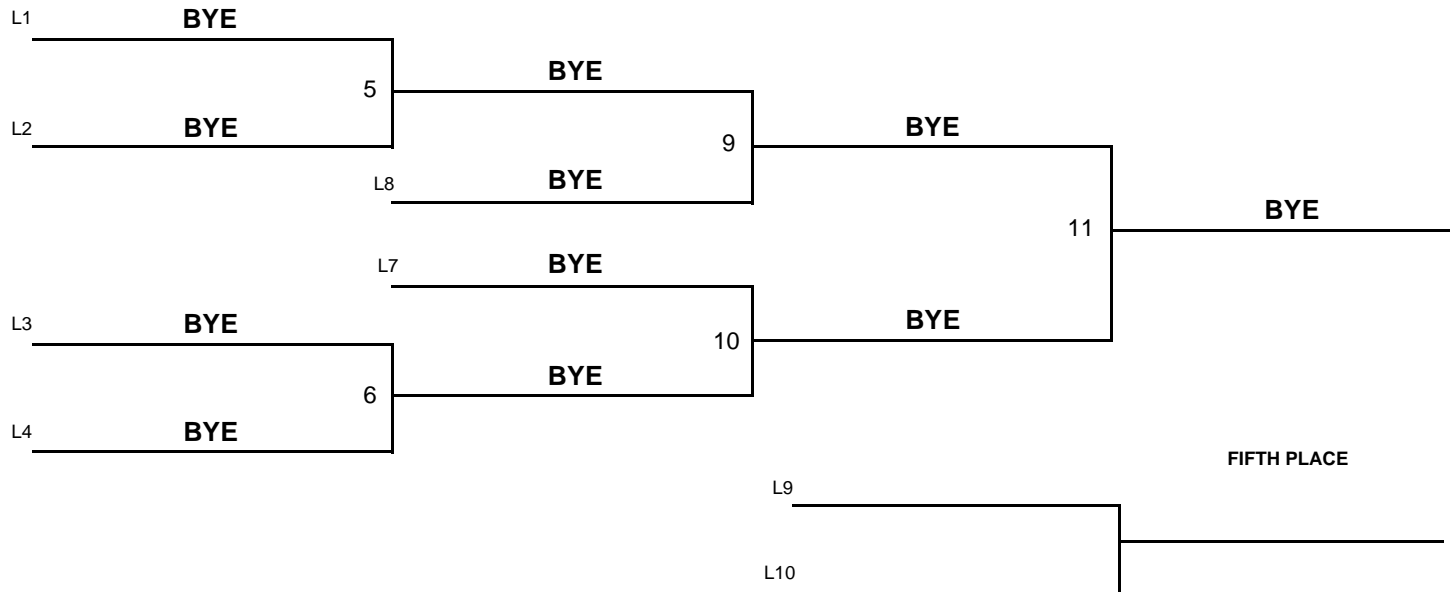 L1 BYE
5 BYE
L2 BYE
9 BYE
L8 BYE
11 BYE
L7 BYE
L3 BYE
10 BYE
6 BYE
L4 BYE
FIFTH PLACE
L9
L10